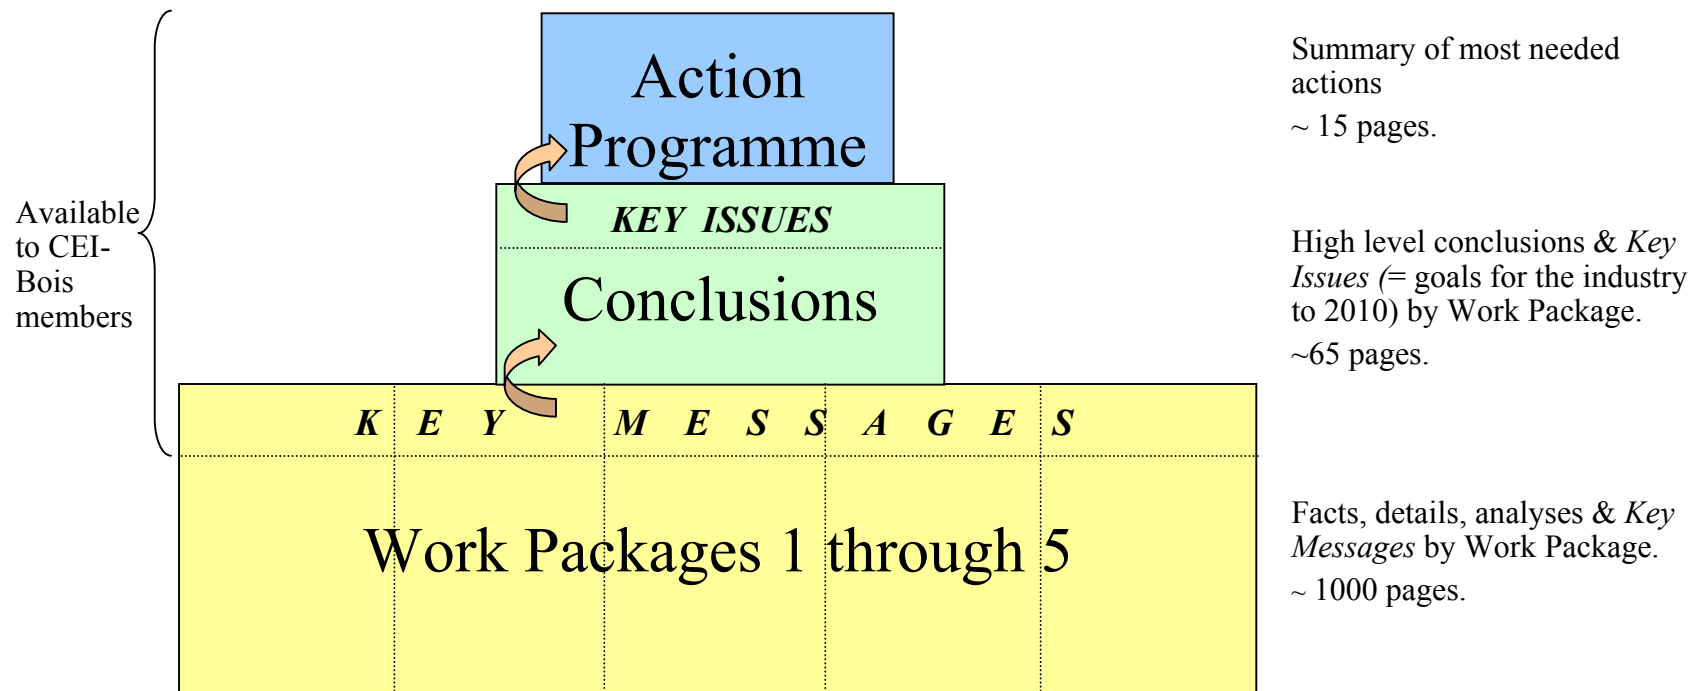 Action
Programme
KEY ISSUES
Conclusions
KEY MESSAGES
Work Packages 1 through 5
Available
to CEI-
Bois
members
Summary of most needed
actions
~ 15 pages.
High level conclusions & Key
Issues (= goals for the industry
to 2010) by Work Package.
~65 pages.
Facts, details, analyses & Key
Messages by Work Package.
~ 1000 pages.